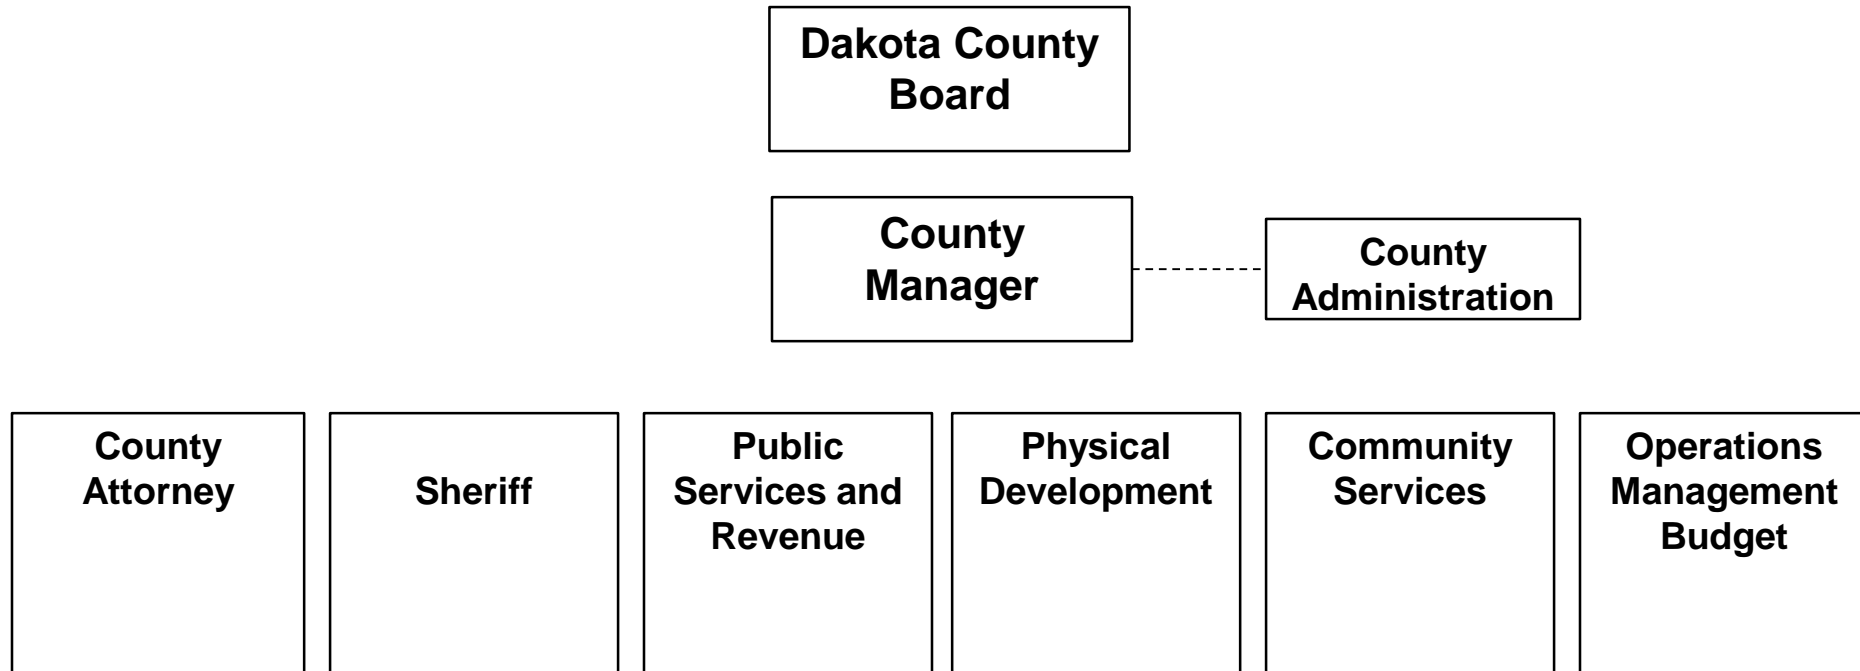 Dakota County
Board
County
Manager
County
Administration
County
Attorney
Sheriff
Public
Services and
Revenue
Physical
Development
Community
Services
Operations
Management
Budget